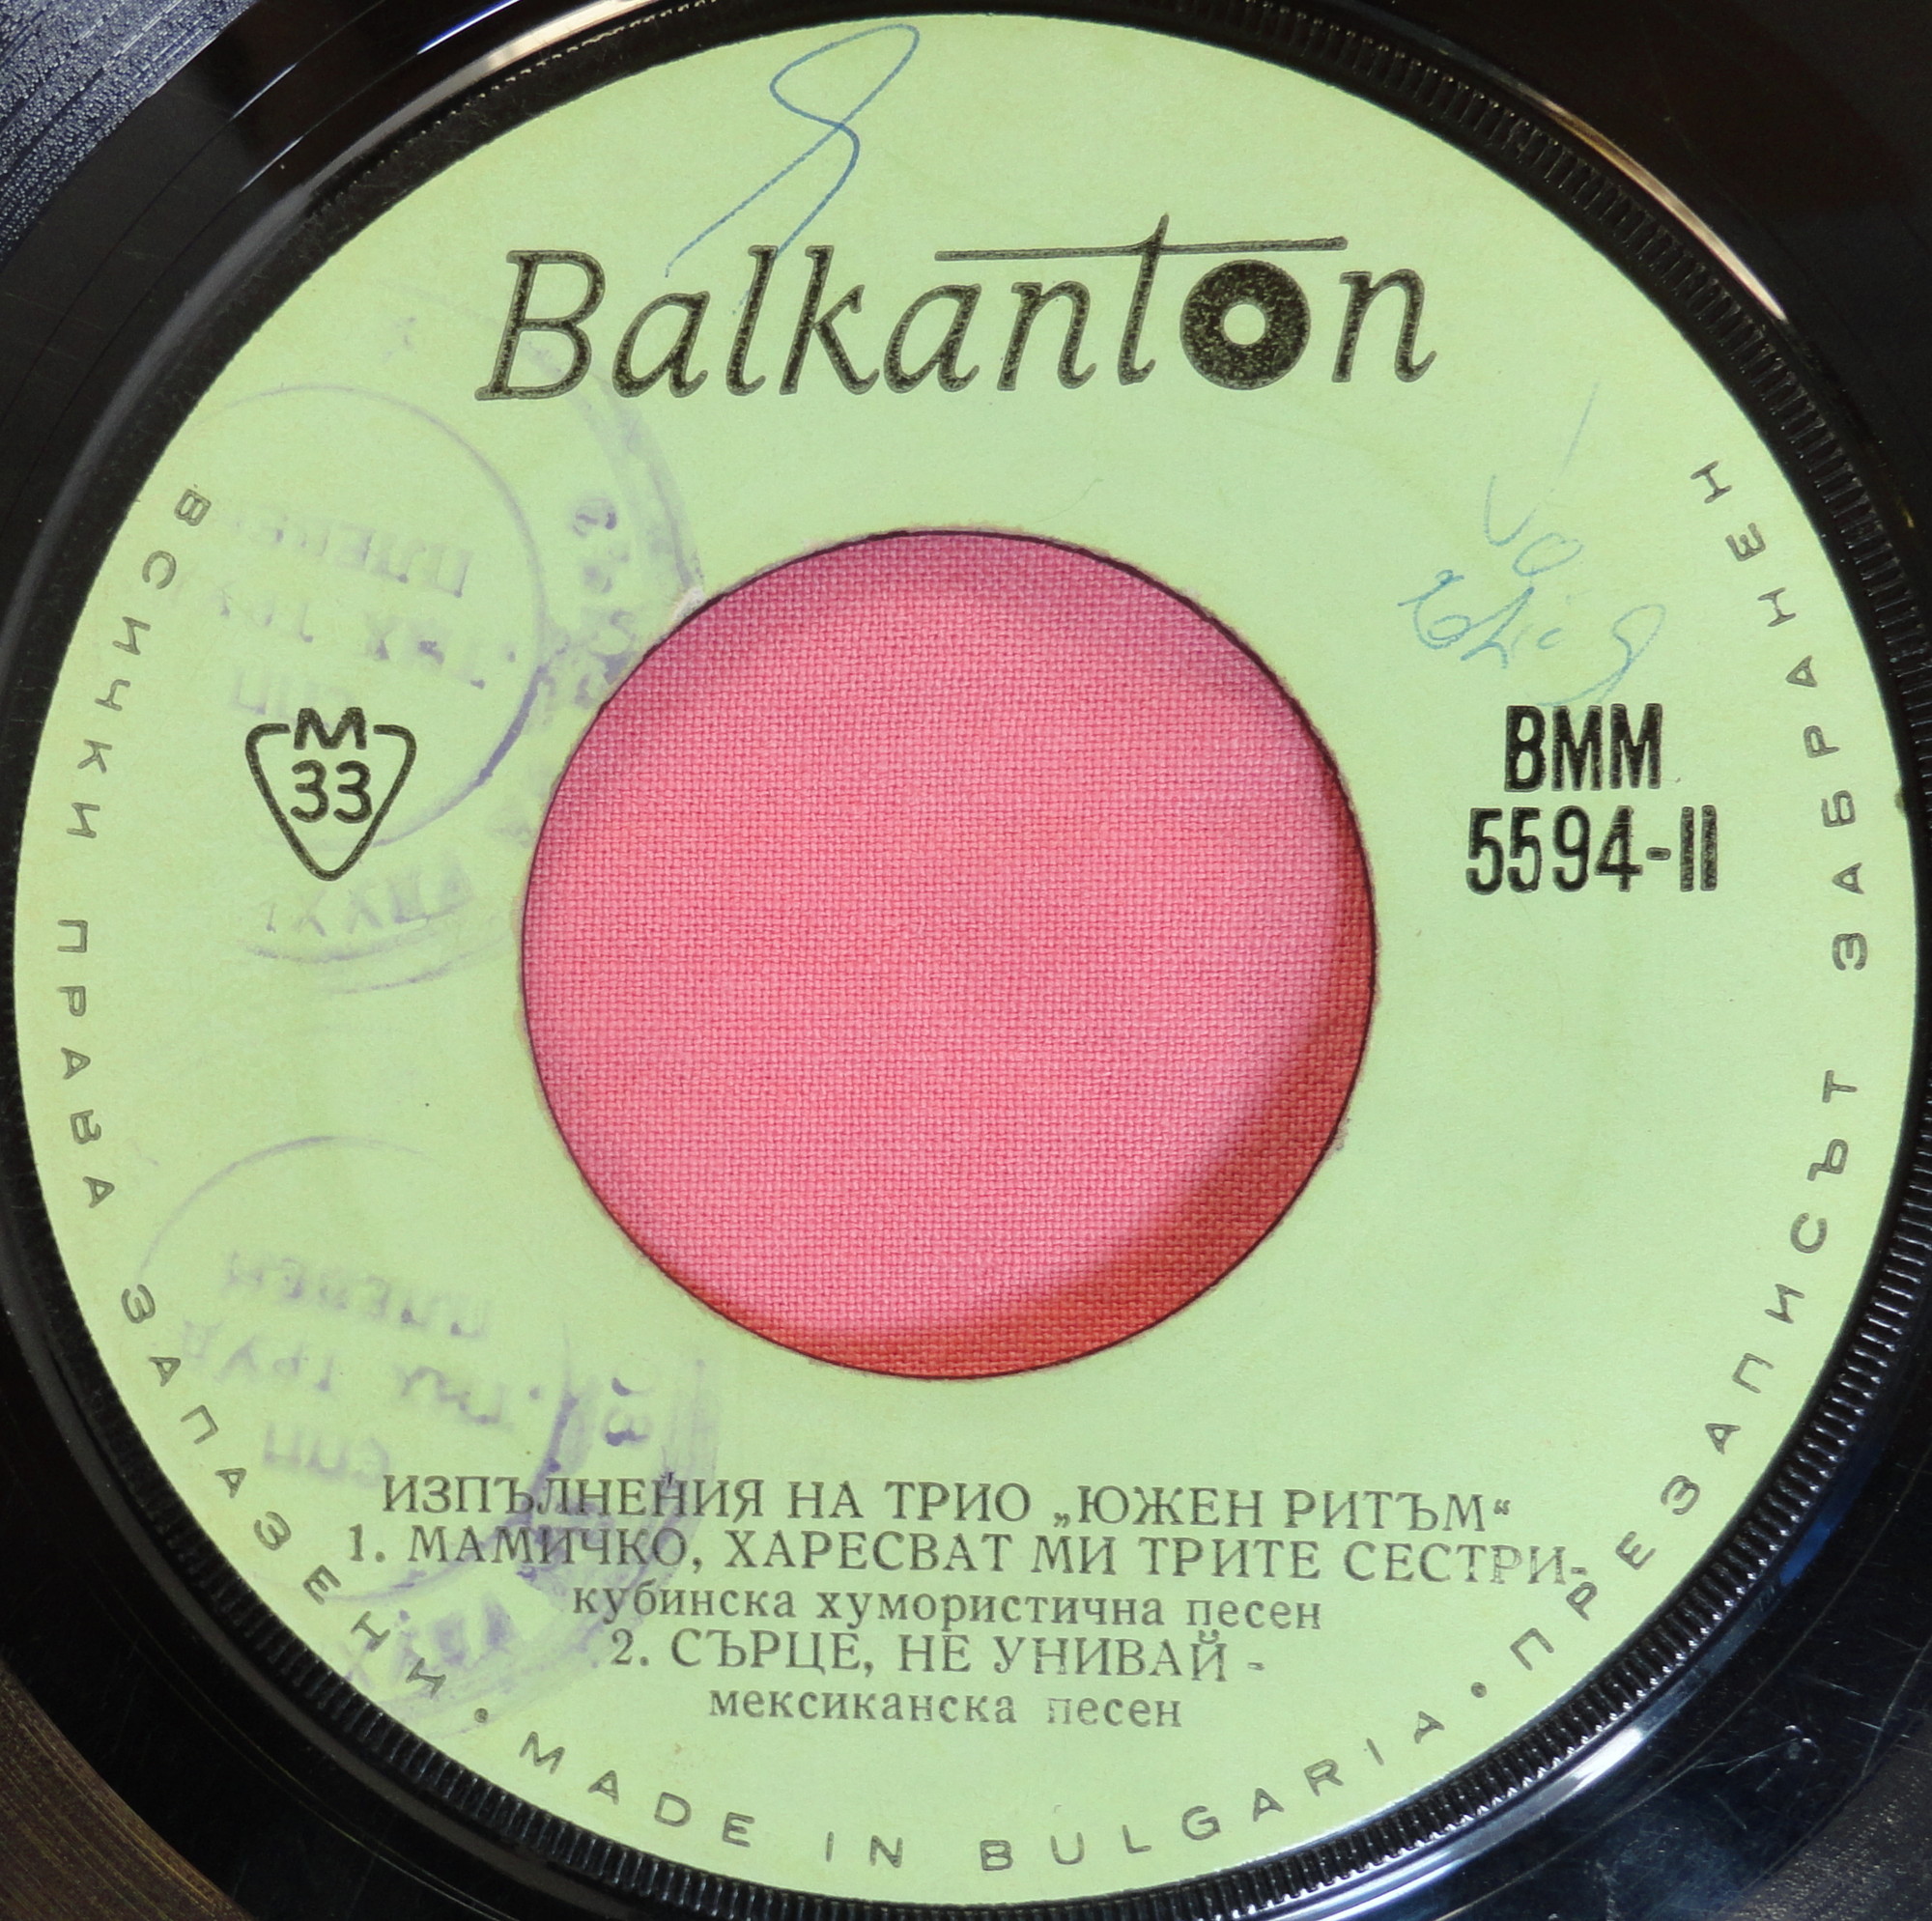 Balkanton
M
33
ВММ
5594-II
ИЗПЪЛНЕНИЯ НА ТРИО „ЮЖЕН РИТЪМ“
1. МАМИЧКО, ХАРЕСВАТ МИ ТРИТЕ СЕСТРИ-
кубинска хумористична песен
2. СЪРЦЕ, НЕ УНИВАЙ -
мексиканска песен
ВСИЧКИ ПРАВА ЗАПАЗЕНИ · MADE IN BULGARIA · ПРЕЗАПИСЪТ ЗАБРАНЕН